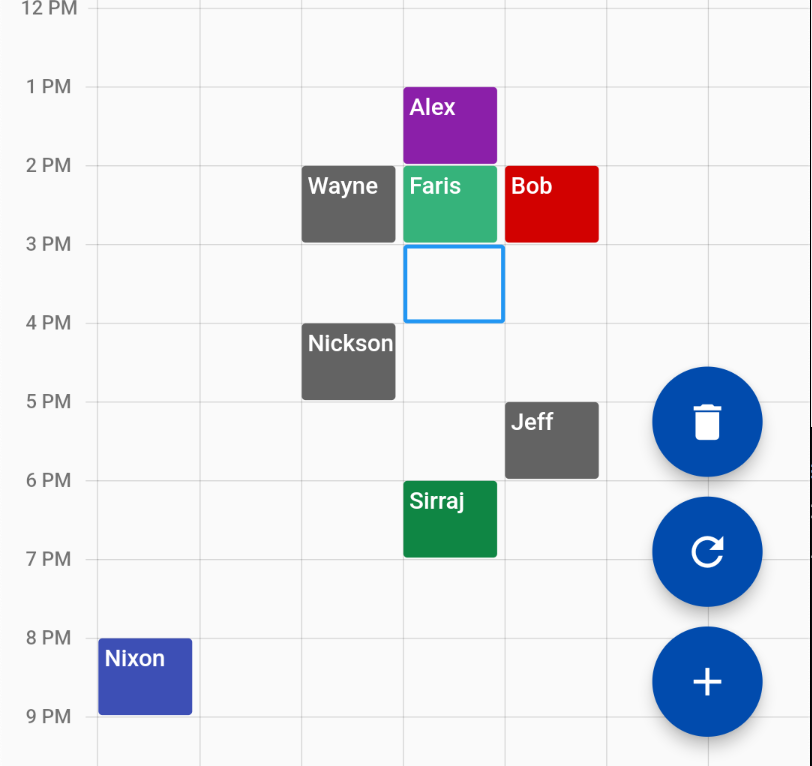 12 PM
1 PM
Alex
2 PM
Wayne
Faris
Bob
3 PM
4 PM
Nickson
5 PM
Jeff
6 PM
Sirraj
7 PM
8 PM
Nixon
9 PM